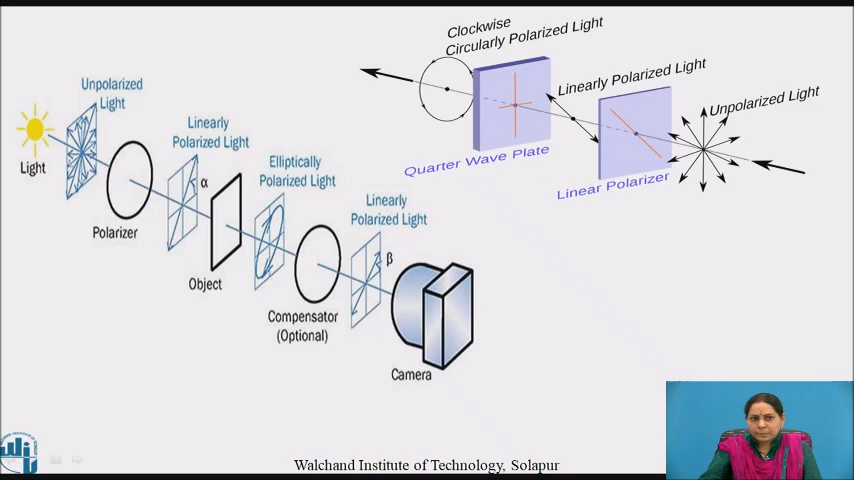 Clockwise
Circularly Polarized Light
Linearly Polarized Light
Unpolarized Light
Quarter Wave Plate
Linear Polarizer
Unpolarized
Light
Linearly
Polarized Light
Elliptically
Polarized Light
Linearly
Polarized Light
Light
α
β
Polarizer
Object
Compensator
(Optional)
Camera
Walchand Institute of Technology, Solapur